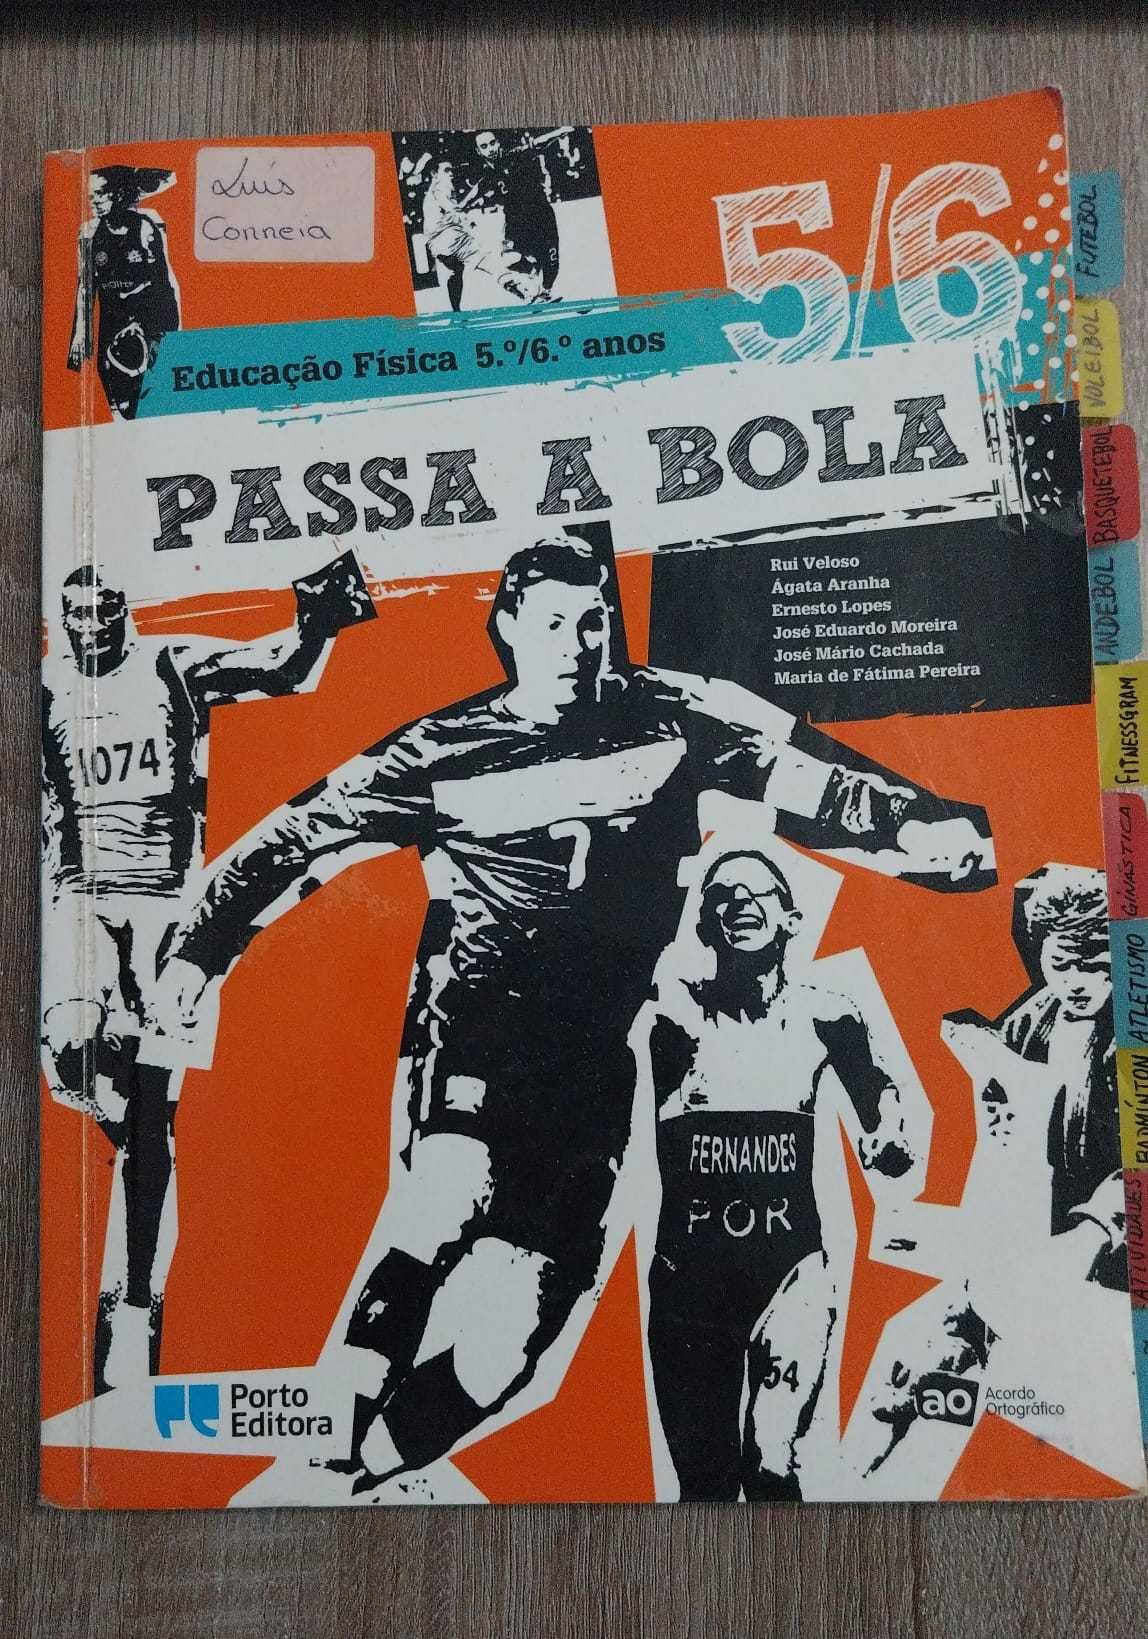 Luís
Correia
5/6
Educação Física 5.º/6.º anos
PASSA A BOLA
Rui Veloso
Ágata Aranha
Ernesto Lopes
José Eduardo Moreira
José Mário Cachada
Maria de Fátima Pereira
1074
FERNANDES
POR
54
Porto
Editora
ao Acordo
Ortográfico
FUTEBOL
VOLEIBOL
BASQUETEBOL
ANDEBOL
FITNESSGRAM
GINÁSTICA
ATLETISMO
BADMÍNTON
ATIVIDADES